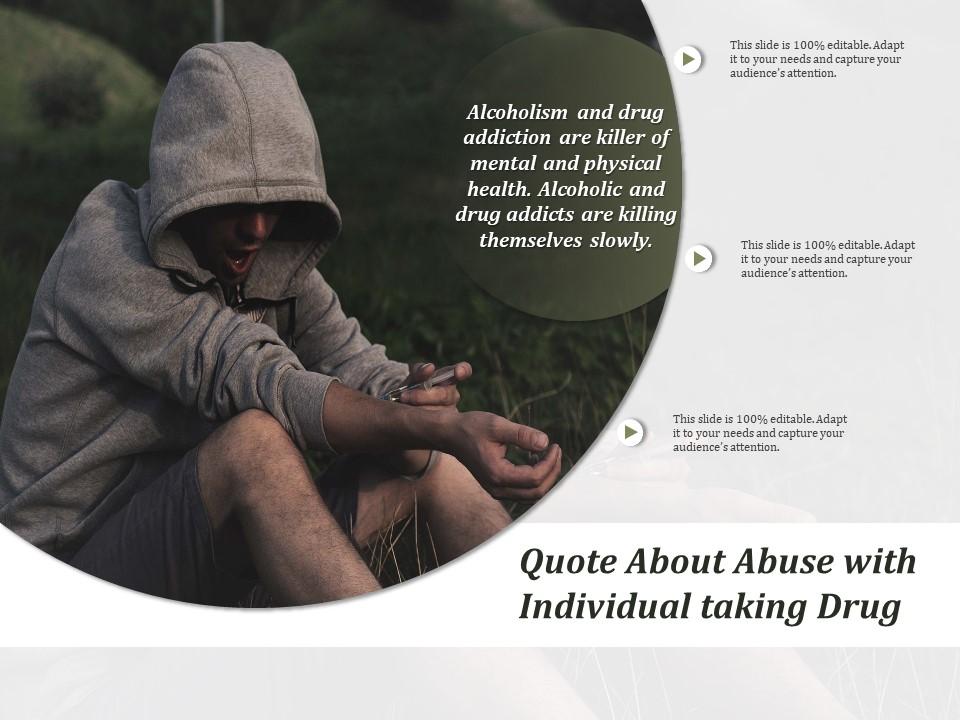 This slide is 100% editable. Adapt
it to your needs and capture your
audience's attention.
Alcoholism and drug
addiction are killer of
mental and physical
health. Alcoholic and
drug addicts are killing
themselves slowly.
This slide is 100% editable. Adapt
it to your needs and capture your
audience's attention.
This slide is 100% editable. Adapt
it to your needs and capture your
audience's attention.
Quote About Abuse with
Individual taking Drug